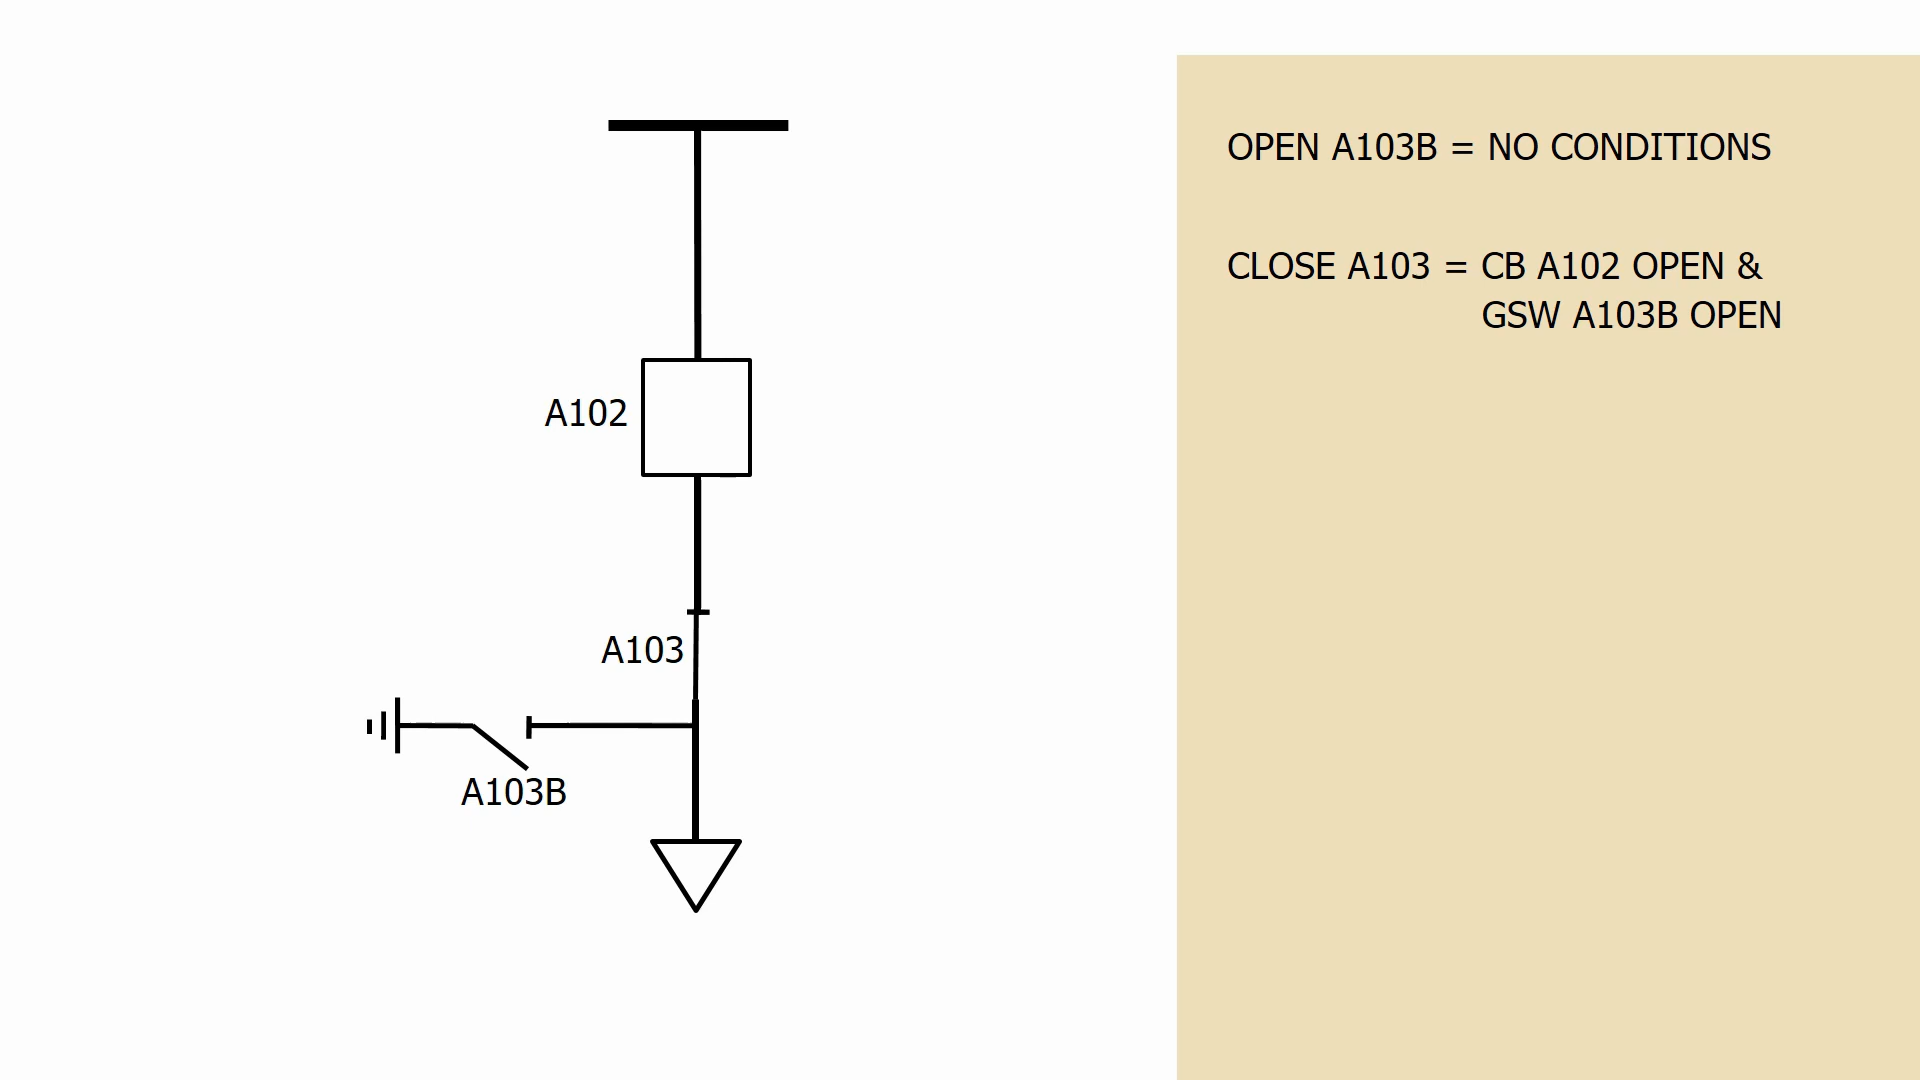 OPEN A103B = NO CONDITIONS
CLOSE A103 = CB A102 OPEN &
GSW A103B OPEN
A102
A103
A103B